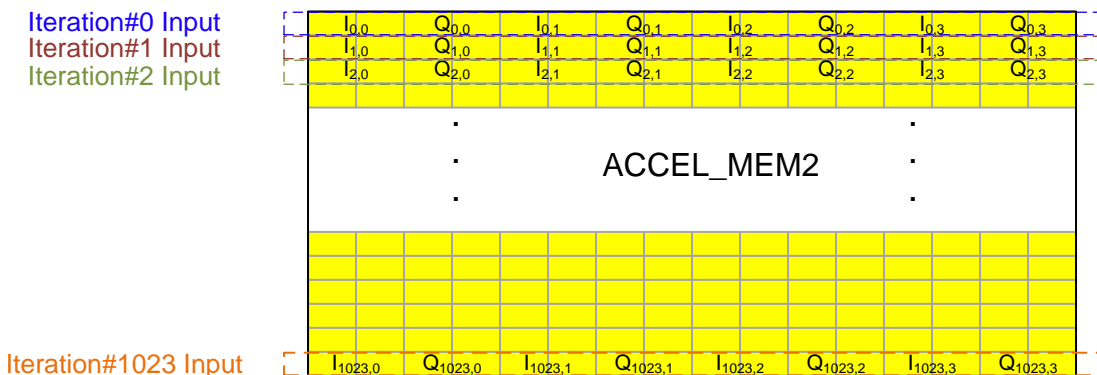 Iteration#0 Input I0,0 Q0,0 I0,1 Q0,1 I0,2 Q0,2 I0,3 Q0,3
Iteration#1 Input I1,0 Q1,0 I1,1 Q1,1 I1,2 Q1,2 I1,3 Q1,3
Iteration#2 Input I2,0 Q2,0 I2,1 Q2,1 I2,2 Q2,2 I2,3 Q2,3
ACCEL_MEM2
Iteration#1023 Input I1023,0 Q1023,0 I1023,1 Q1023,1 I1023,2 Q1023,2 I1023,3 Q1023,3